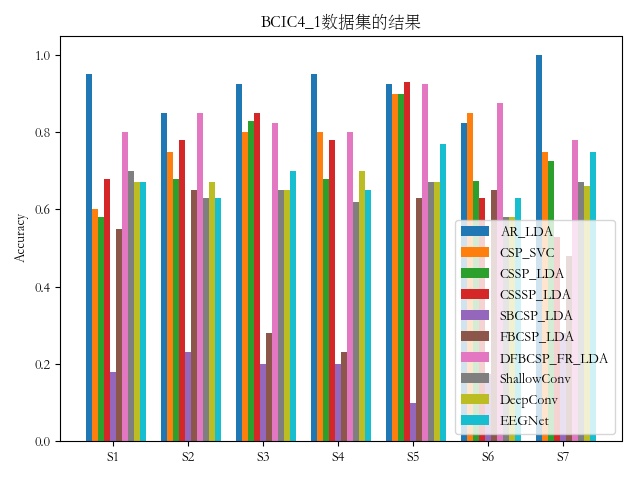 BCIC4_1数据集的结果
Accuracy
1.0
0.8
0.6
0.4
0.2
0.0
S1 S2 S3 S4 S5 S6 S7
AR_LDA
CSP_SVC
CSSP_LDA
CSSSP_LDA
SBCSP_LDA
FBCSP_LDA
DFBCSP_FR_LDA
ShallowConv
DeepConv
EEGNet